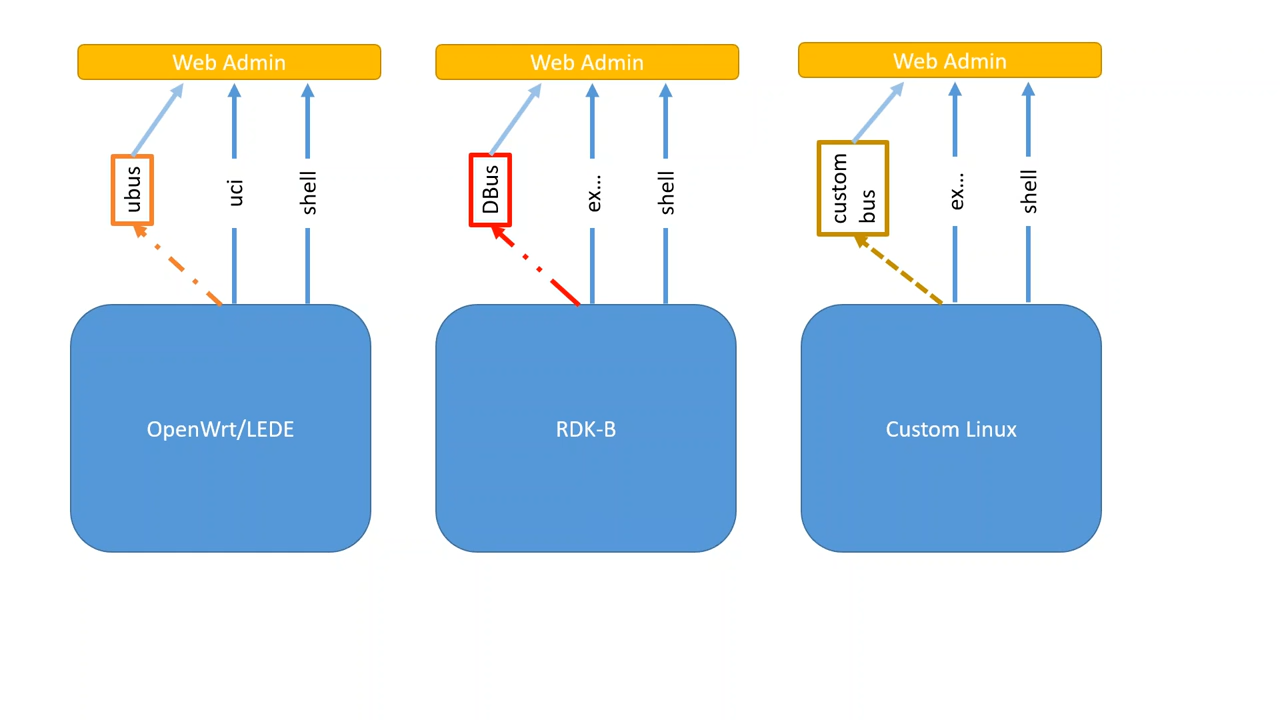 Web Admin
Web Admin
Web Admin
ubus
uci
shell
DBus
ex...
shell
custom
bus
ex...
shell
OpenWrt/LEDE
RDK-B
Custom Linux